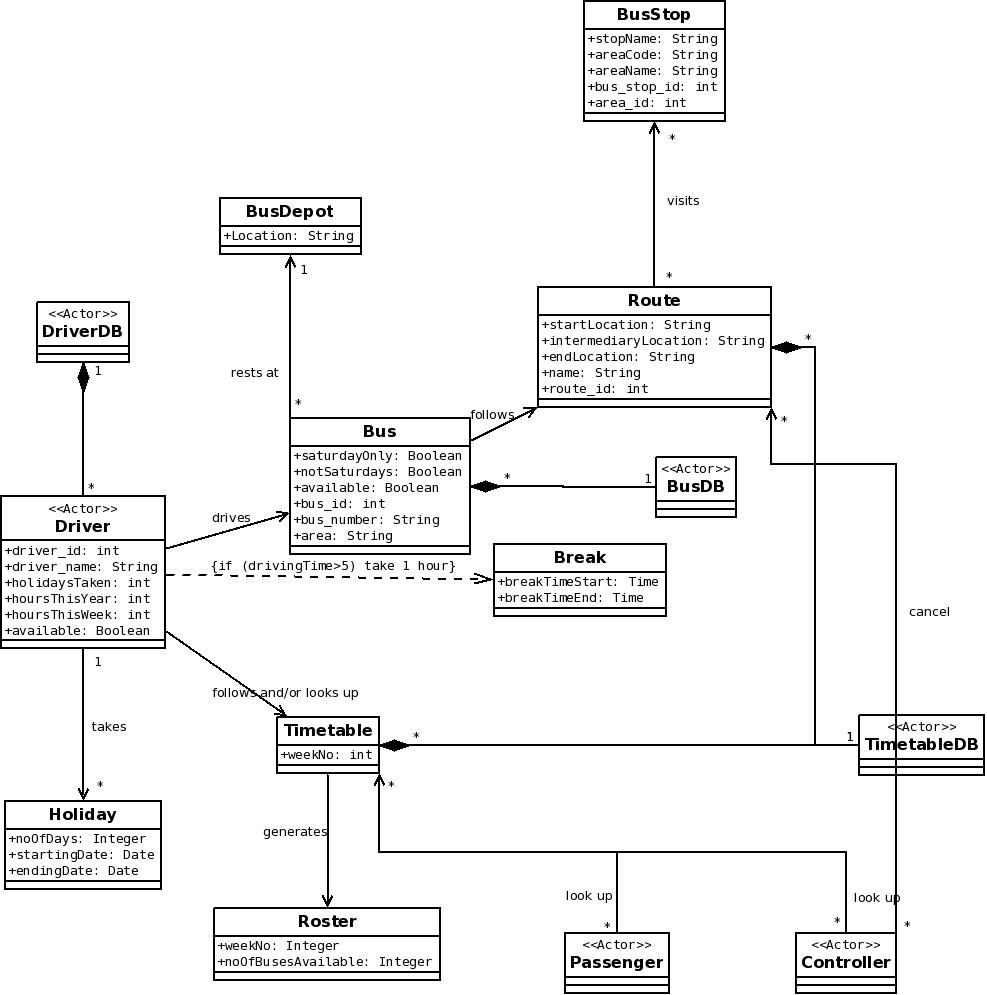 BusStop
+stopName: String
+areaCode: String
+areaName: String
+bus_stop_id: int
+area_id: int
*
visits
*
BusDepot
+Location: String
1
rests at
*
Route
+startLocation: String
+intermediaryLocation: String
+endLocation: String
+name: String
+route_id: int
*
*
<<Actor>>
DriverDB
1
*
follows
Bus
+saturdayOnly: Boolean
+notSaturdays: Boolean
+available: Boolean
+bus_id: int
+bus_number: String
+area: String
*
1
<<Actor>>
BusDB
<<Actor>>
Driver
+driver_id: int
+driver_name: String
+holidaysTaken: int
+hoursThisYear: int
+hoursThisWeek: int
+available: Boolean
drives
{if (drivingTime>5) take 1 hour}
Break
+breakTimeStart: Time
+breakTimeEnd: Time
cancel
1
takes
*
follows and/or looks up
Timetable
+weekNo: int
*
1
<<Actor>>
TimetableDB
*
Holiday
+noOfDays: Integer
+startingDate: Date
+endingDate: Date
generates
Roster
+weekNo: Integer
+noOfBusesAvailable: Integer
look up
*
look up
*
*
<<Actor>>
Passenger
<<Actor>>
Controller